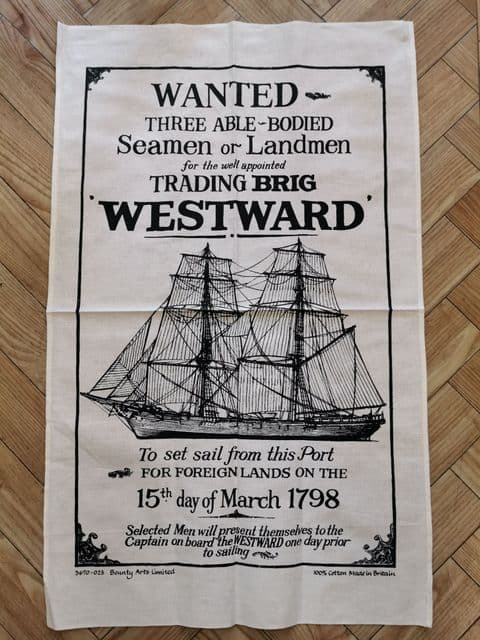 WANTED
THREE ABLE-BODIED
Seamen or Landmen
for the well appointed
TRADING BRIG
'WESTWARD'
To set sail from this Port
FOR FOREIGN LANDS ON THE
15th day of March 1798
Selected Men will present themselves to the
Captain on board the WESTWARD one day prior
to sailing
3470-023 Bounty Arts Limited
100% Cotton Made in Britain